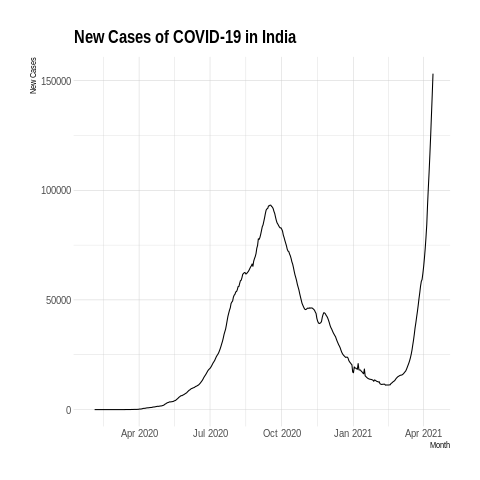 New Cases of COVID-19 in India
New Cases
150000
100000
50000
0
Apr 2020 Jul 2020 Oct 2020 Jan 2021 Apr 2021
Month